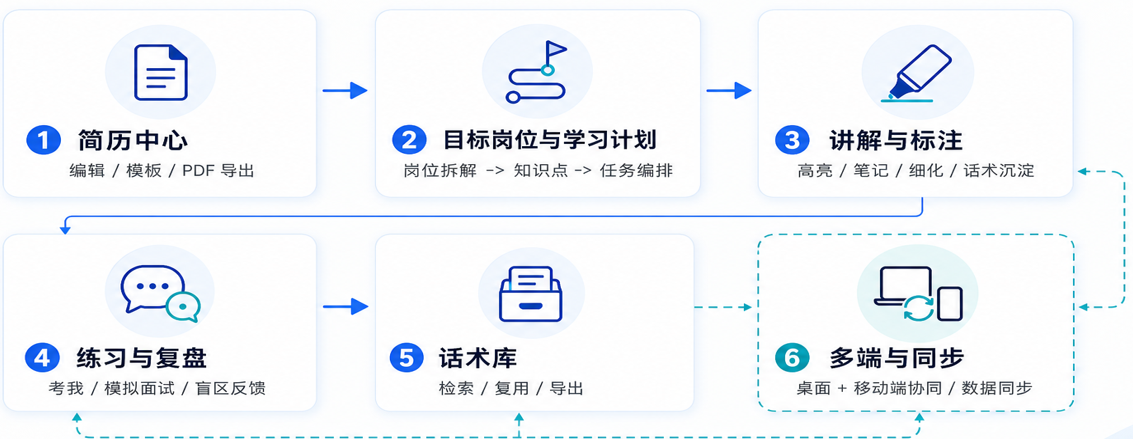 1 简历中心
编辑 / 模板 / PDF 导出
2 目标岗位与学习计划
岗位拆解 -> 知识点 -> 任务编排
3 讲解与标注
高亮 / 笔记 / 细化 / 话术沉淀
4 练习与复盘
考我 / 模拟面试 / 盲区反馈
5 话术库
检索 / 复用 / 导出
6 多端与同步
桌面 + 移动端协同 / 数据同步